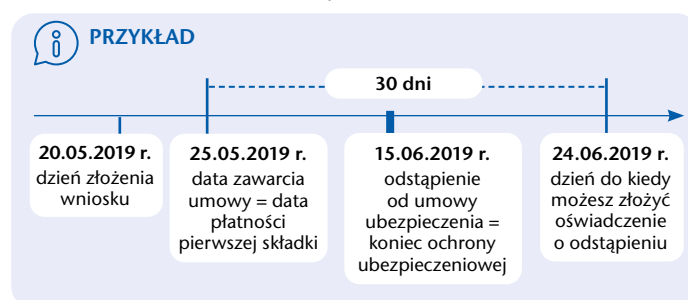 PRZYKŁAD
30 dni
20.05.2019 r.
dzień złożenia
wniosku
25.05.2019 r.
data zawarcia
umowy = data
płatności
pierwszej składki
15.06.2019 r.
odstąpienie
od umowy
ubezpieczenia =
koniec ochrony
ubezpieczeniowej
24.06.2019 r.
dzień do kiedy
możesz złożyć
oświadczenie
o odstąpieniu